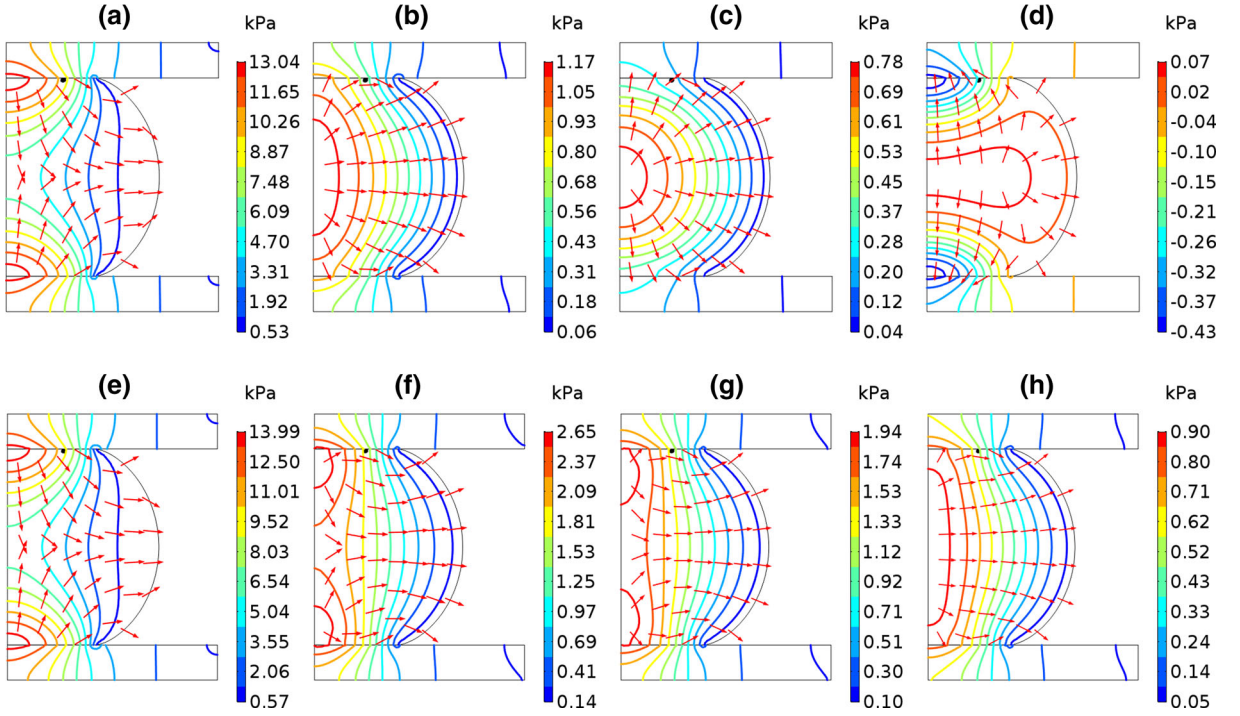 (a) (b) (c) (d)
kPa kPa kPa kPa
13.04 1.17 0.78 0.07
11.65 1.05 0.69 0.02
10.26 0.93 0.61 -0.04
8.87 0.80 0.53 -0.10
7.48 0.68 0.45 -0.15
6.09 0.56 0.37 -0.21
4.70 0.43 0.28 -0.26
3.31 0.31 0.20 -0.32
1.92 0.18 0.12 -0.37
0.53 0.06 0.04 -0.43
(e) (f) (g) (h)
kPa kPa kPa kPa
13.99 2.65 1.94 0.90
12.50 2.37 1.74 0.80
11.01 2.09 1.53 0.71
9.52 1.81 1.33 0.62
8.03 1.53 1.12 0.52
6.54 1.25 0.92 0.43
5.04 0.97 0.71 0.33
3.55 0.69 0.51 0.24
2.06 0.41 0.30 0.14
0.57 0.14 0.10 0.05